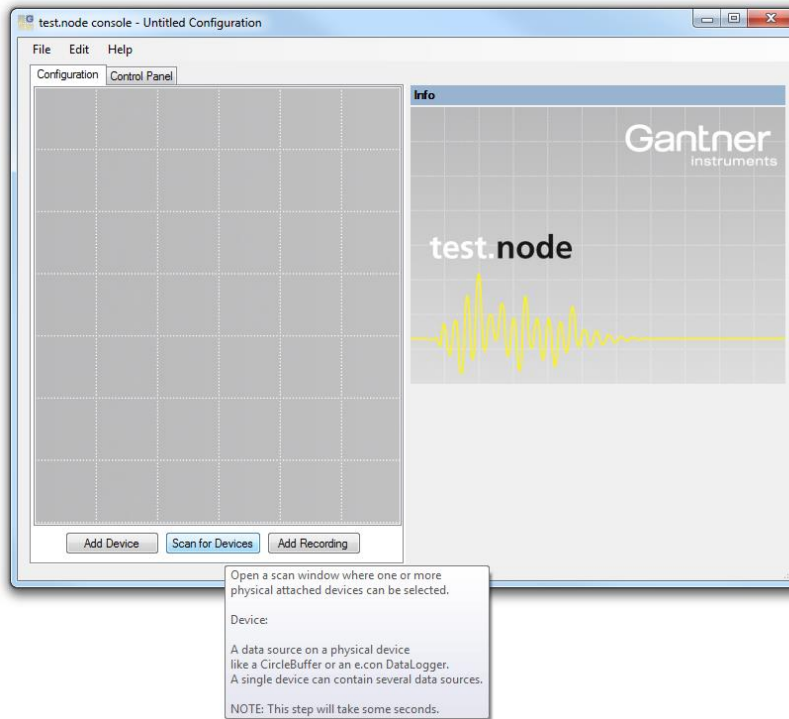 test.node console - Untitled Configuration
File Edit Help
Configuration Control Panel
Info
Gantner
instruments
test.node
Add Device Scan for Devices Add Recording
Open a scan window where one or more
physical attached devices can be selected.
Device:
A data source on a physical device
like a CircleBuffer or an e.con DataLogger.
A single device can contain several data sources.
NOTE: This step will take some seconds.